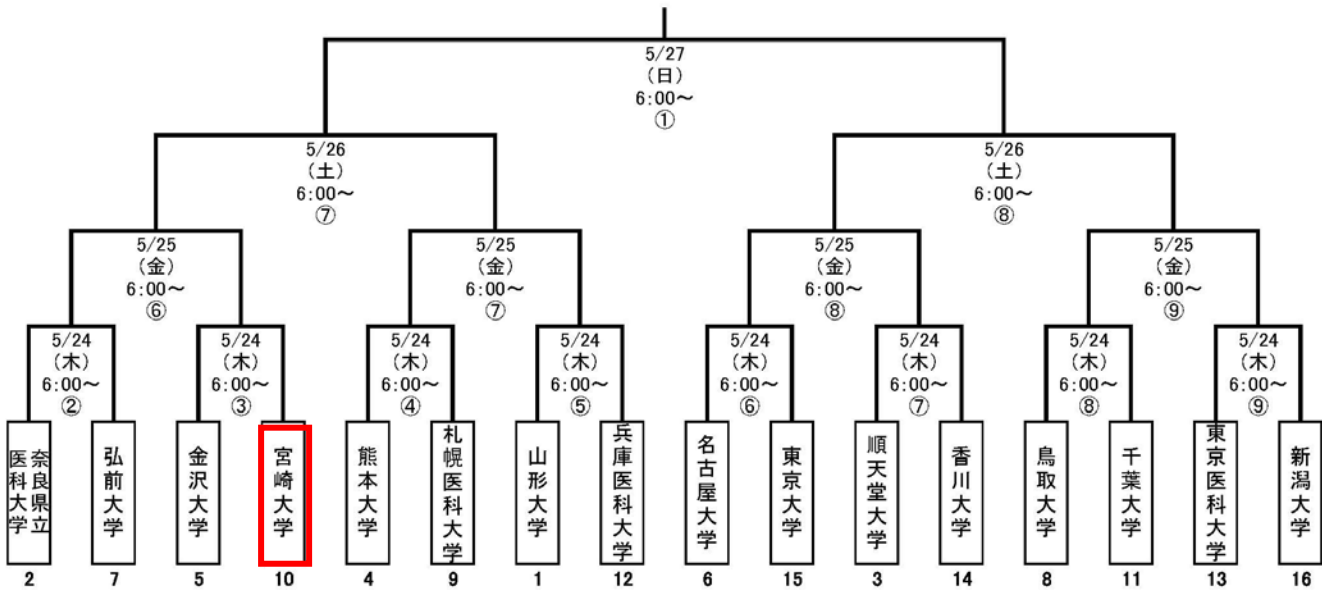 5/27
(日)
6:00～
①
5/26
(土)
6:00～
⑦
5/26
(土)
6:00～
⑧
5/25
(金)
6:00～
⑥
5/25
(金)
6:00～
⑦
5/25
(金)
6:00～
⑧
5/25
(金)
6:00～
⑨
5/24
(木)
6:00～
②
5/24
(木)
6:00～
③
5/24
(木)
6:00～
④
5/24
(木)
6:00～
⑤
5/24
(木)
6:00～
⑥
5/24
(木)
6:00～
⑦
5/24
(木)
6:00～
⑧
5/24
(木)
6:00～
⑨
奈良県立
医科大学
弘前大学
金沢大学
宮崎大学
熊本大学
札幌医科大学
山形大学
兵庫医科大学
名古屋大学
東京大学
順天堂大学
香川大学
鳥取大学
千葉大学
東京医科大学
新潟大学
2 7 5 10 4 9 1 12 6 15 3 14 8 11 13 16